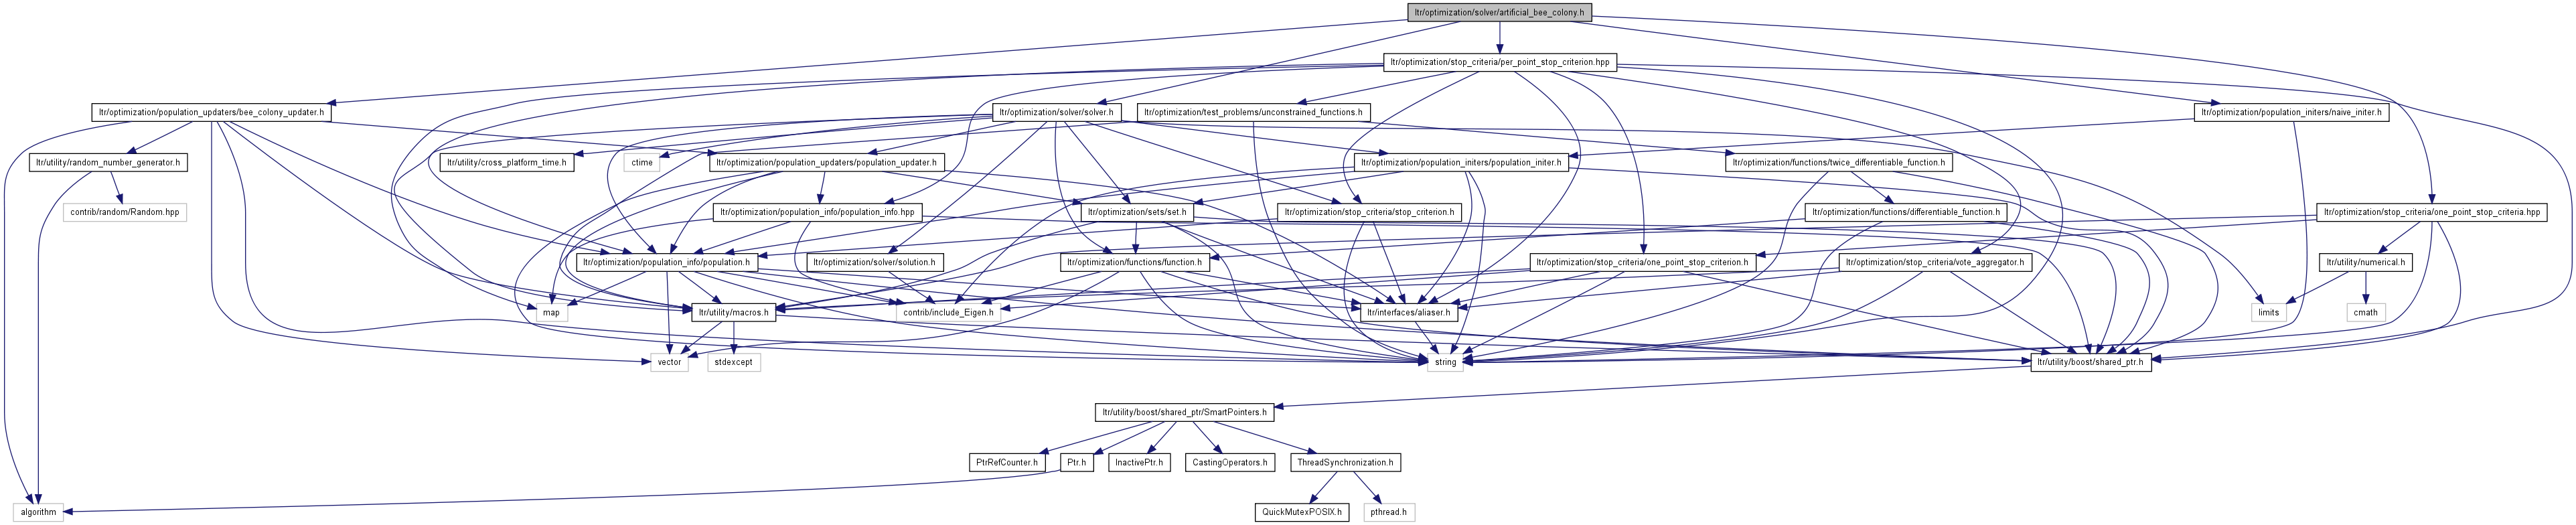 ltr/optimization/solver/artificial_bee_colony.h
ltr/optimization/stop_criteria/per_point_stop_criterion.hpp
ltr/optimization/population_updaters/bee_colony_updater.h
ltr/optimization/solver/solver.h
ltr/optimization/test_problems/unconstrained_functions.h
ltr/optimization/population_initers/naive_initer.h
ltr/utility/random_number_generator.h
ltr/utility/cross_platform_time.h
ctime
ltr/optimization/population_updaters/population_updater.h
ltr/optimization/population_initers/population_initer.h
ltr/optimization/functions/twice_differentiable_function.h
contrib/random/Random.hpp
ltr/optimization/population_info/population_info.hpp
ltr/optimization/sets/set.h
ltr/optimization/stop_criteria/stop_criterion.h
ltr/optimization/functions/differentiable_function.h
ltr/optimization/stop_criteria/one_point_stop_criteria.hpp
ltr/optimization/population_info/population.h
ltr/optimization/solver/solution.h
ltr/optimization/functions/function.h
ltr/optimization/stop_criteria/one_point_stop_criterion.h
ltr/optimization/stop_criteria/vote_aggregator.h
ltr/utility/numerical.h
map
ltr/utility/macros.h
contrib/include_Eigen.h
ltr/interfaces/aliaser.h
limits
cmath
vector
stdexcept
string
ltr/utility/boost/shared_ptr.h
ltr/utility/boost/shared_ptr/SmartPointers.h
PtrRefCounter.h
Ptr.h
InactivePtr.h
CastingOperators.h
ThreadSynchronization.h
algorithm
QuickMutexPOSIX.h
pthread.h